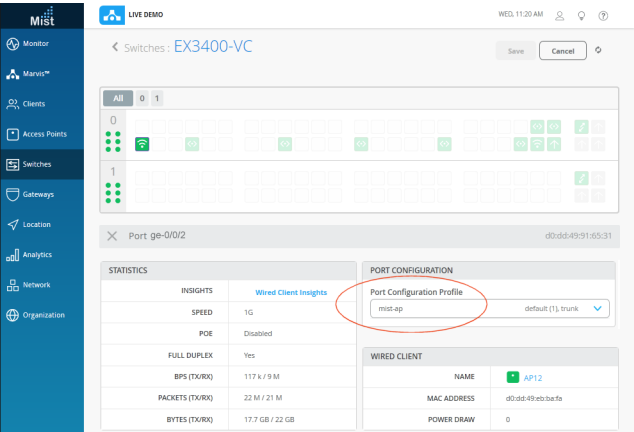 Mist
LIVE DEMO
WED, 11:20 AM
Monitor
Marvis™
Clients
Access Points
Switches
Gateways
Location
Analytics
Network
Organization
Switches : EX3400-VC
Save
Cancel
All 0 1
0
1
Port ge-0/0/2
d0:dd:49:91:65:31
STATISTICS
INSIGHTS Wired Client Insights
SPEED 1G
POE Disabled
FULL DUPLEX Yes
BPS (TX/RX) 117 k / 9 M
PACKETS (TX/RX) 22 M / 21 M
BYTES (TX/RX) 17.7 GB / 22 GB
PORT CONFIGURATION
Port Configuration Profile
mist-ap default (1), trunk
WIRED CLIENT
NAME AP12
MAC ADDRESS d0:dd:49:eb:ba:fa
POWER DRAW 0